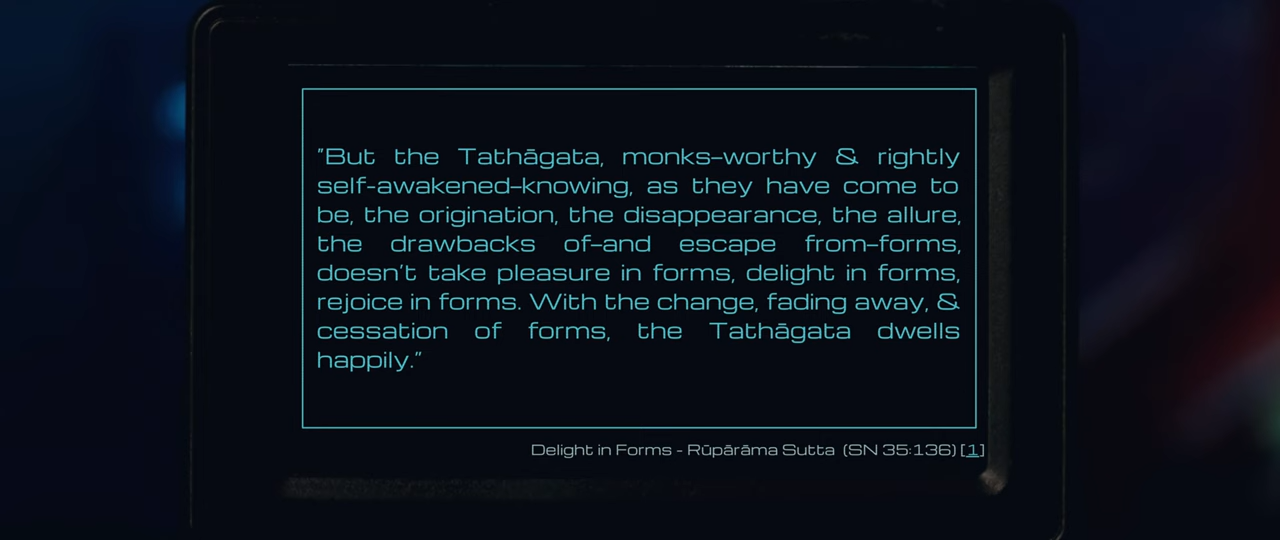 "But the Tathāgata, monks–worthy & rightly
self-awakened–knowing, as they have come to
be, the origination, the disappearance, the allure,
the drawbacks of–and escape from–forms,
doesn't take pleasure in forms, delight in forms,
rejoice in forms. With the change, fading away, &
cessation of forms, the Tathāgata dwells
happily."
Delight in Forms - Rūpārāma Sutta (SN 35:136) [1]